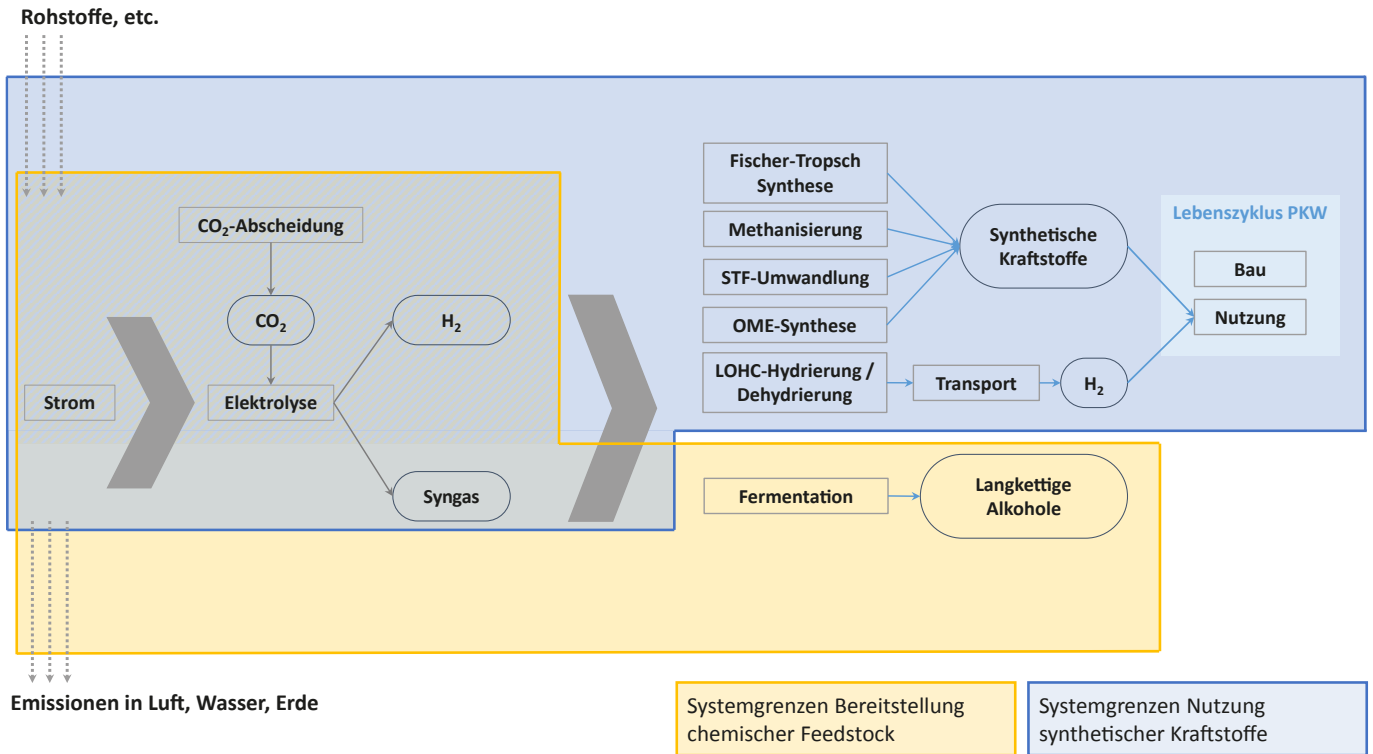 Rohstoffe, etc.
CO₂-Abscheidung
CO₂
H₂
Strom
Elektrolyse
Syngas
Fischer-Tropsch
Synthese
Methanisierung
STF-Umwandlung
OME-Synthese
LOHC-Hydrierung /
Dehydrierung
Transport
H₂
Synthetische
Kraftstoffe
Lebenszyklus PKW
Bau
Nutzung
Fermentation
Langkettige
Alkohole
Emissionen in Luft, Wasser, Erde
Systemgrenzen Bereitstellung
chemischer Feedstock
Systemgrenzen Nutzung
synthetischer Kraftstoffe